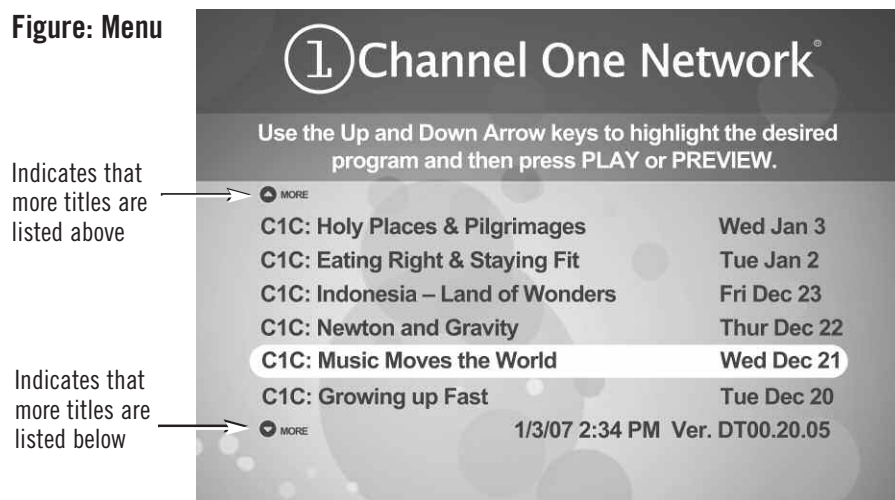 Figure: Menu
1 Channel One Network®
Use the Up and Down Arrow keys to highlight the desired
program and then press PLAY or PREVIEW.
Indicates that
more titles are
listed above
MORE
C1C: Holy Places & Pilgrimages Wed Jan 3
C1C: Eating Right & Staying Fit Tue Jan 2
C1C: Indonesia – Land of Wonders Fri Dec 23
C1C: Newton and Gravity Thur Dec 22
C1C: Music Moves the World Wed Dec 21
C1C: Growing up Fast Tue Dec 20
Indicates that
more titles are
listed below
MORE
1/3/07 2:34 PM Ver. DT00.20.05